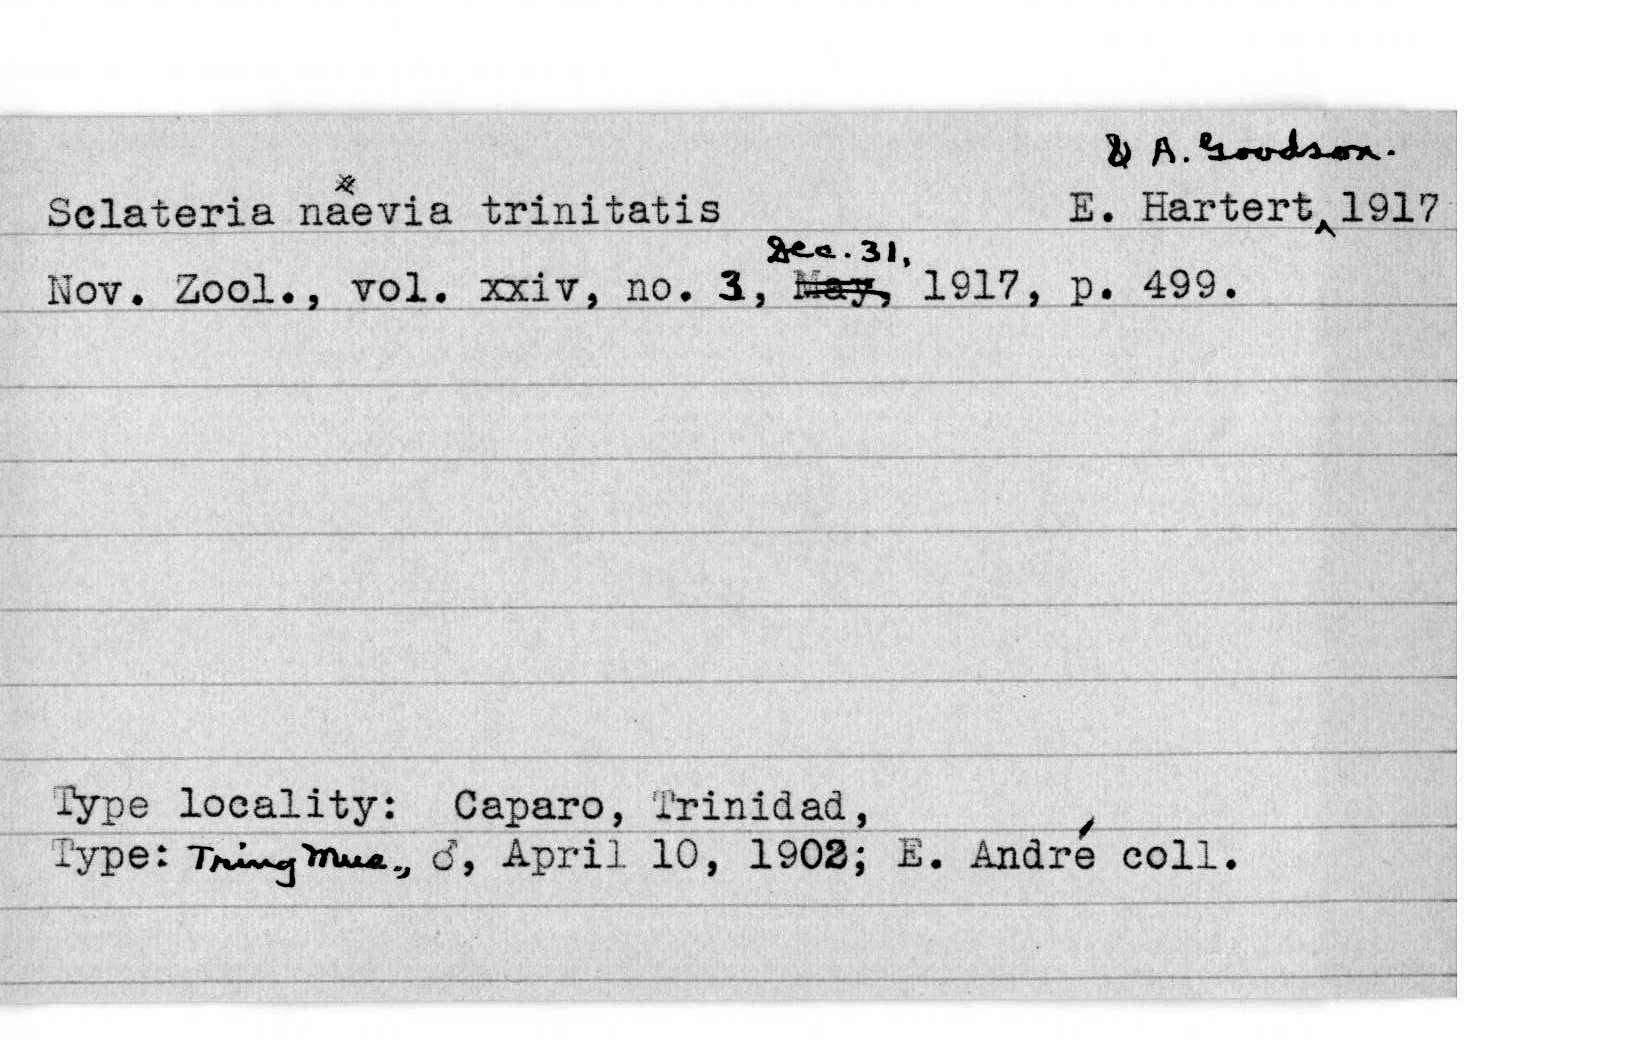 & A. Goodson.
Sclateria naevia trinitatis E. Hartert ^ 1917
Dec. 31,
Nov. Zool., vol. xxiv, no. 3, May, 1917, p. 499.
Type locality: Caparo, Trinidad,
Type: Tring Mus., ♂, April 10, 1902; E. André coll.